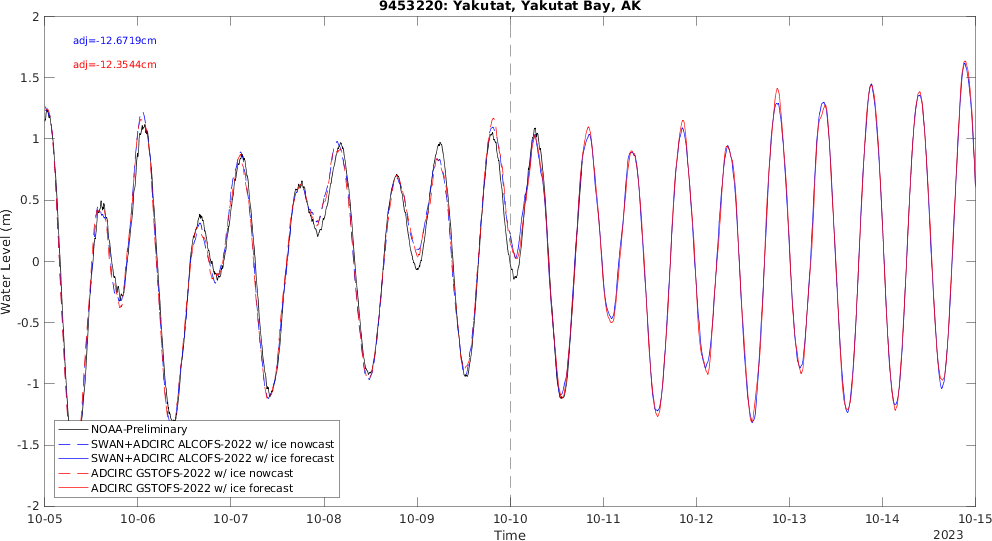 9453220: Yakutat, Yakutat Bay, AK
adj=-12.6719cm
adj=-12.3544cm
Water Level (m)
2
1.5
1
0.5
0
-0.5
-1
-1.5
-2
NOAA-Preliminary
SWAN+ADCIRC ALCOFS-2022 w/ ice nowcast
SWAN+ADCIRC ALCOFS-2022 w/ ice forecast
ADCIRC GSTOFS-2022 w/ ice nowcast
ADCIRC GSTOFS-2022 w/ ice forecast
10-05 10-06 10-07 10-08 10-09 10-10 10-11 10-12 10-13 10-14 10-15
Time
2023